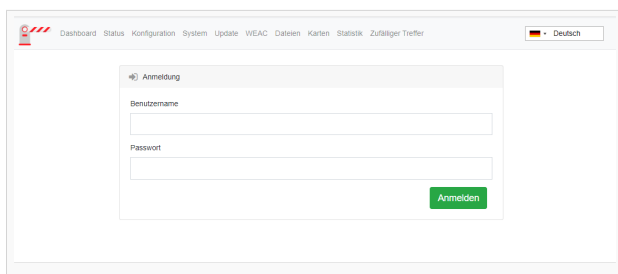 Dashboard Status Konfiguration System Update WEAC Dateien Karten Statistik Zufälliger Treffer Deutsch
Anmeldung
Benutzername
Passwort
Anmelden